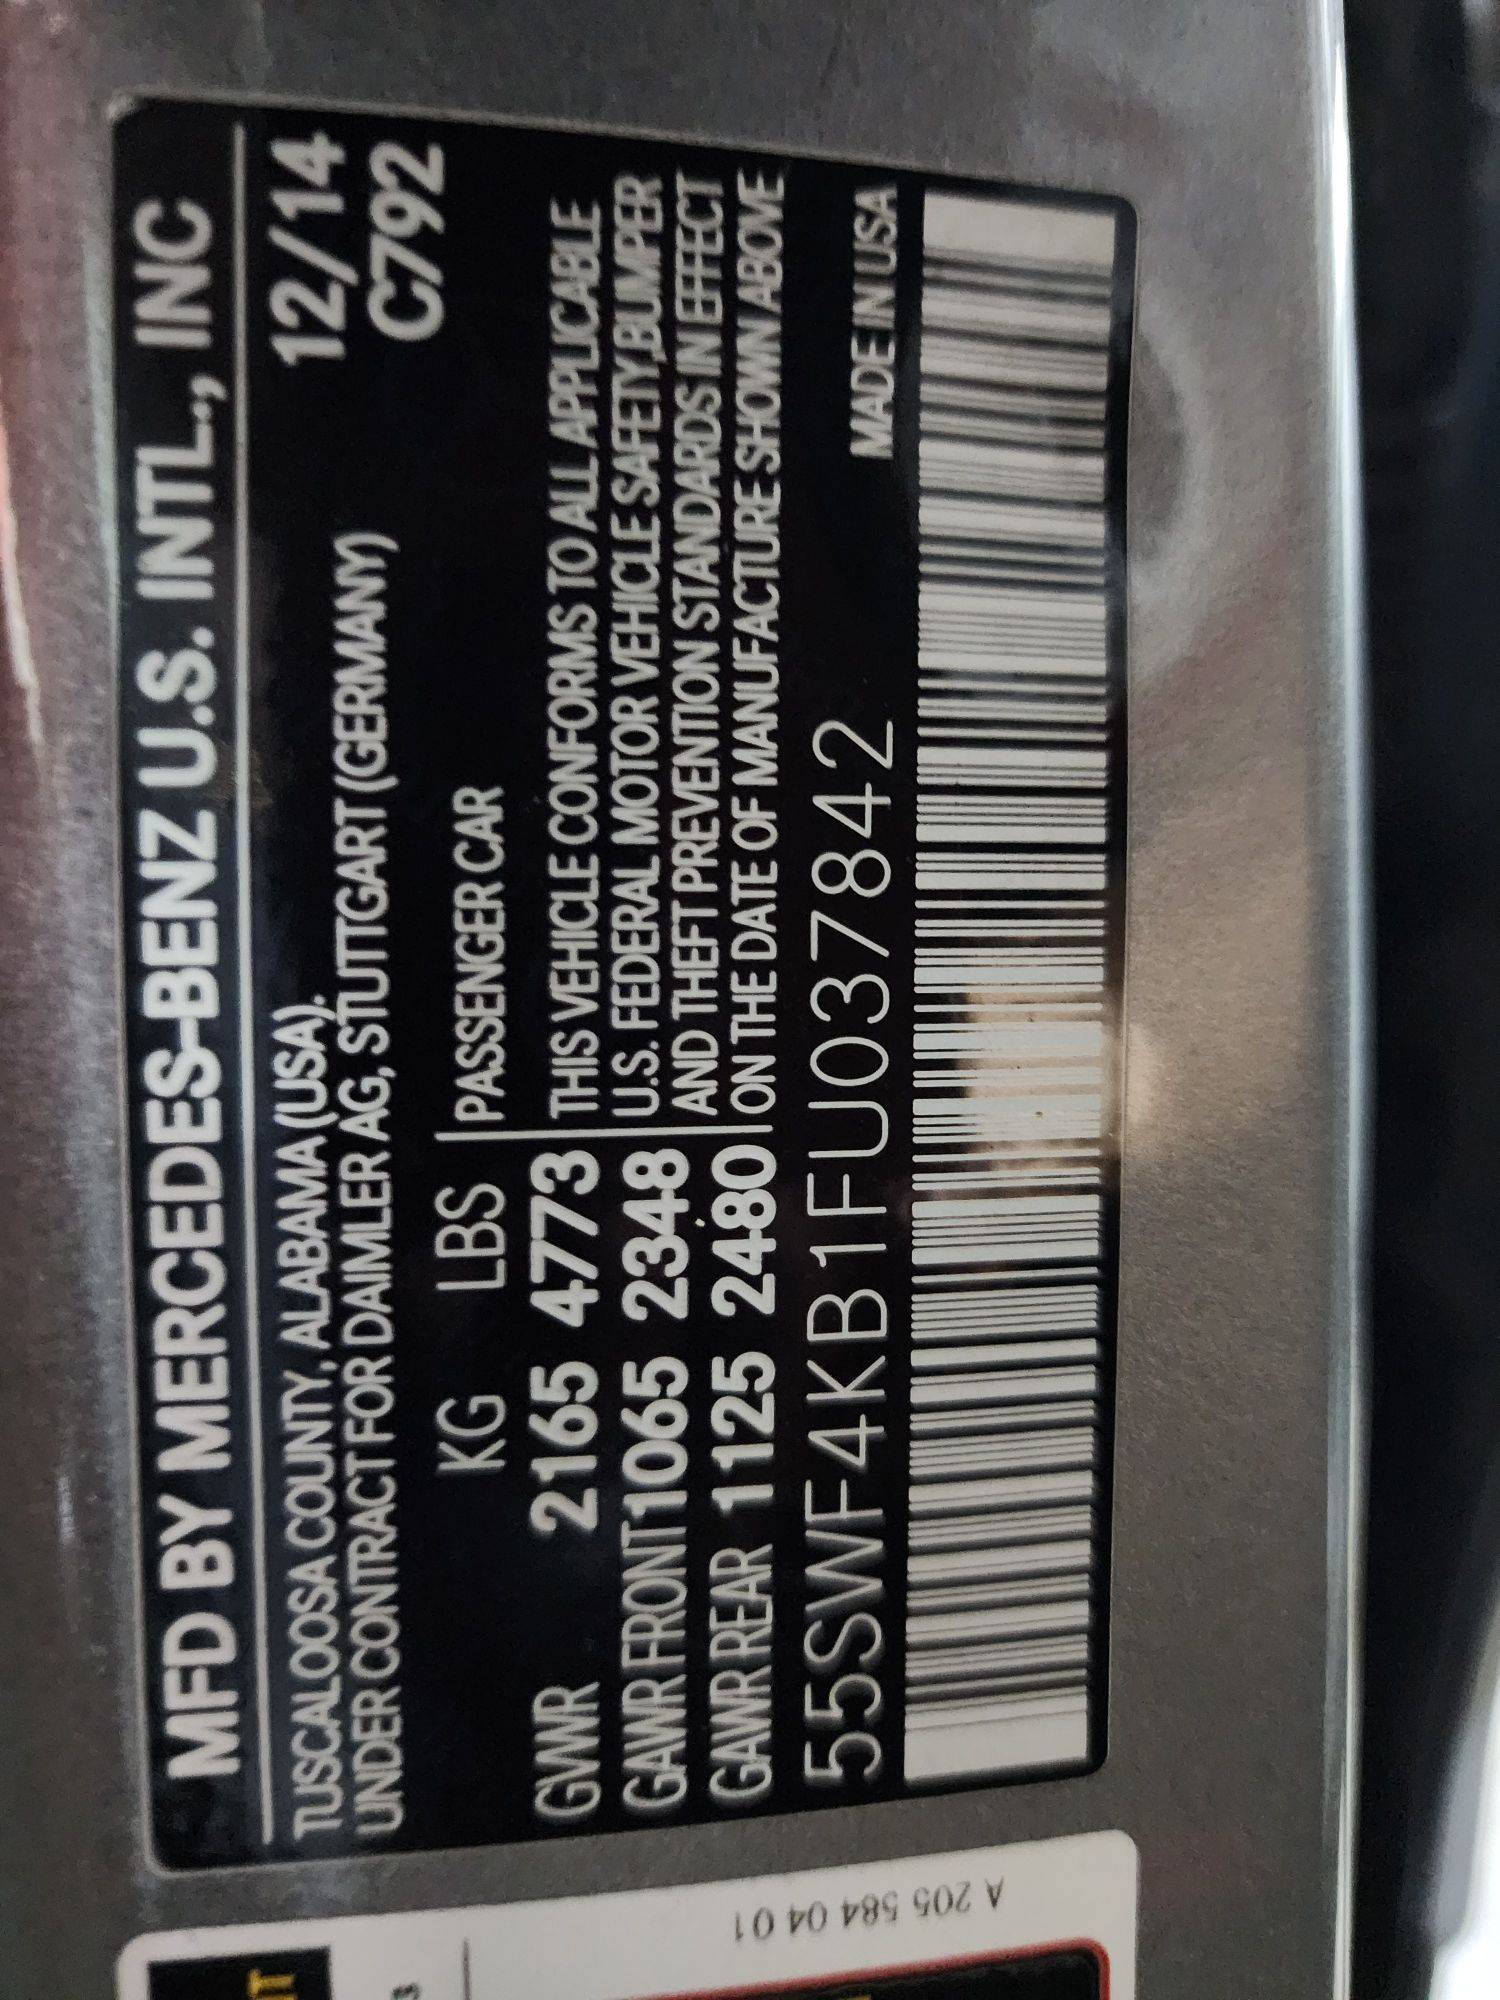 MFD BY MERCEDES-BENZ U.S. INTL., INC
TUSCALOOSA COUNTY, ALABAMA (USA). 12/14
UNDER CONTRACT FOR DAIMLER AG, STUTTGART (GERMANY) C792
KG LBS PASSENGER CAR
GVWR 2165 4773 THIS VEHICLE CONFORMS TO ALL APPLICABLE
GAWR FRONT 1065 2348 U.S. FEDERAL MOTOR VEHICLE SAFETY,BUMPER
GAWR REAR 1125 2480 AND THEFT PREVENTION STANDARDS IN EFFECT
ON THE DATE OF MANUFACTURE SHOWN ABOVE
55SWF4KB1FU037842 MADE IN USA
A 205 584 04 01